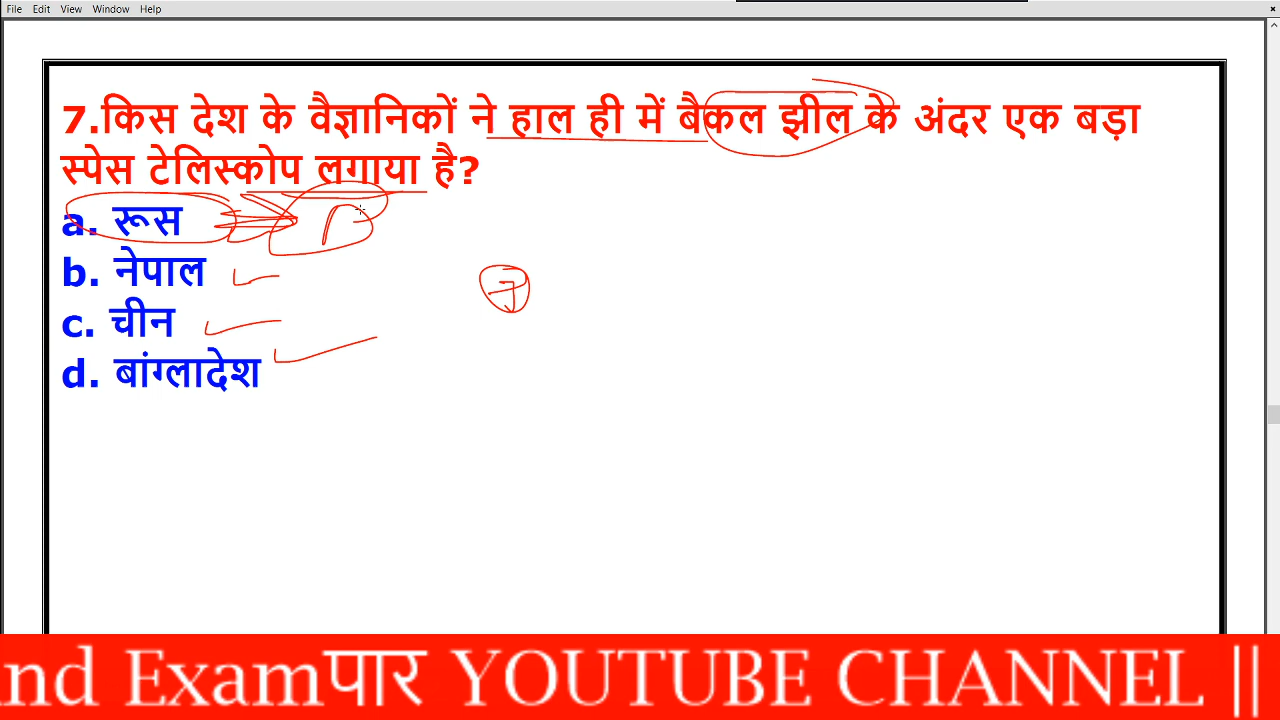 File Edit View Window Help
7.किस देश के वैज्ञानिकों ने हाल ही में बैकल झील के अंदर एक बड़ा
स्पेस टेलिस्कोप लगाया है?
a. रूस
b. नेपाल
c. चीन
d. बांग्लादेश
nd Examपार YOUTUBE CHANNEL ||